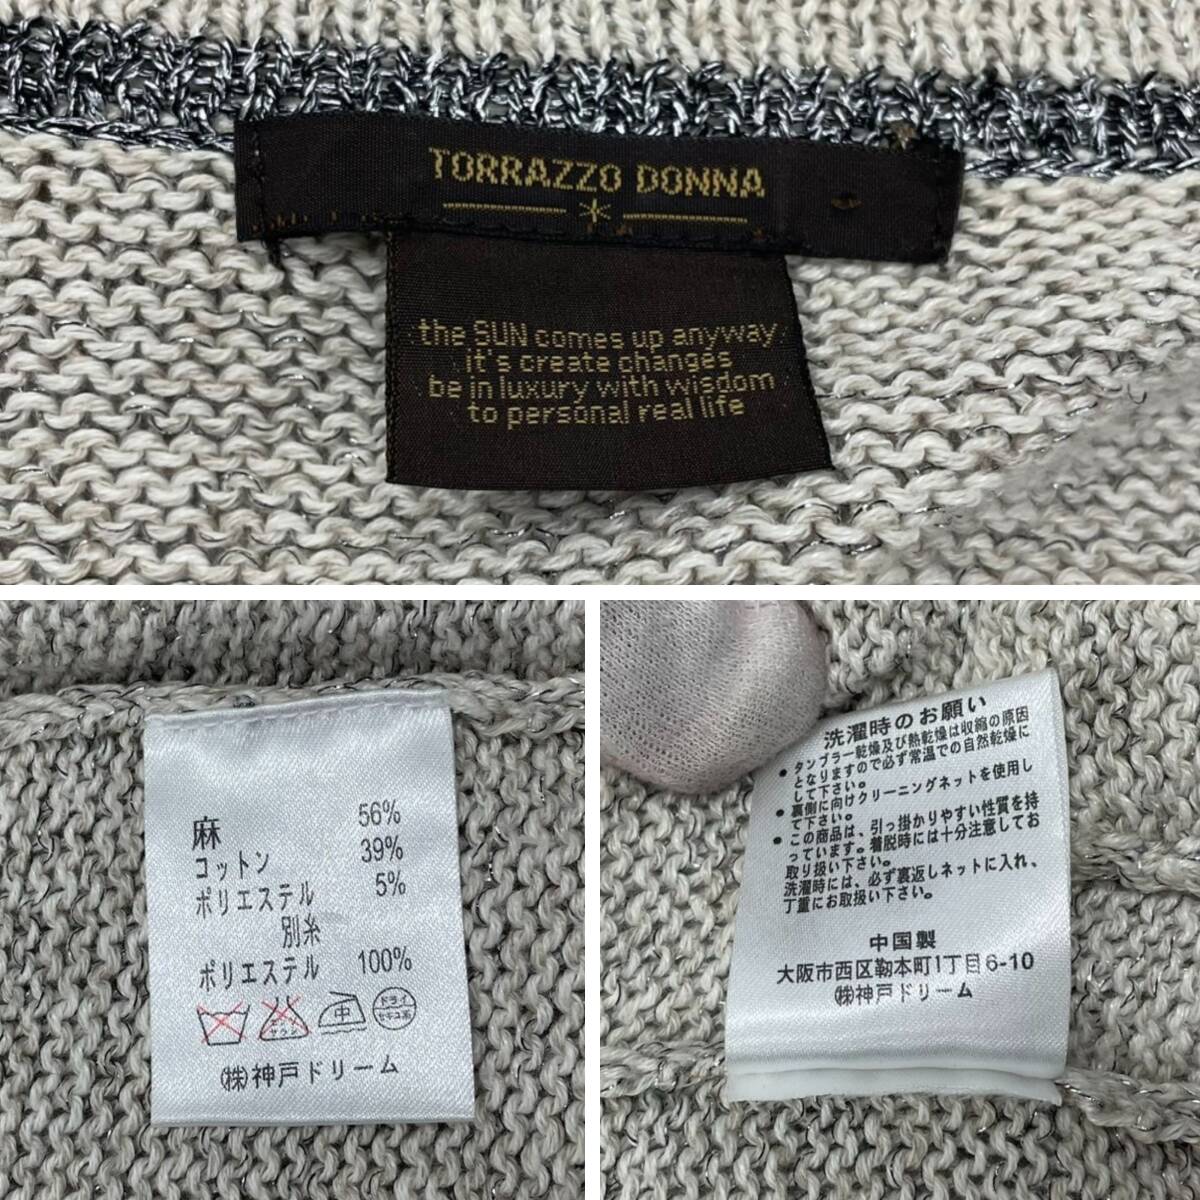 TORRAZZO DONNA
the SUN comes up anyway
it's create changes
be in luxury with wisdom
to personal real life
麻 56%
コットン 39%
ポリエステル 5%
別糸
ポリエステル 100%
中 ドライ
セキユ系
㈱神戸ドリーム
洗濯時のお願い
● タンブラー乾燥及び熱乾燥は収縮の原因
となりますので必ず常温での自然乾燥に
して下さい。
● 裏側に向けクリーニングネットを使用し
て下さい。
● この商品は、引っ掛かりやすい性質を持
っています。着脱時には十分注意してお
取り扱い下さい。
洗濯時には、必ず裏返しネットに入れ、
丁重にお取扱い下さい。
中国製
大阪市西区靭本町1丁目6-10
㈱神戸ドリーム